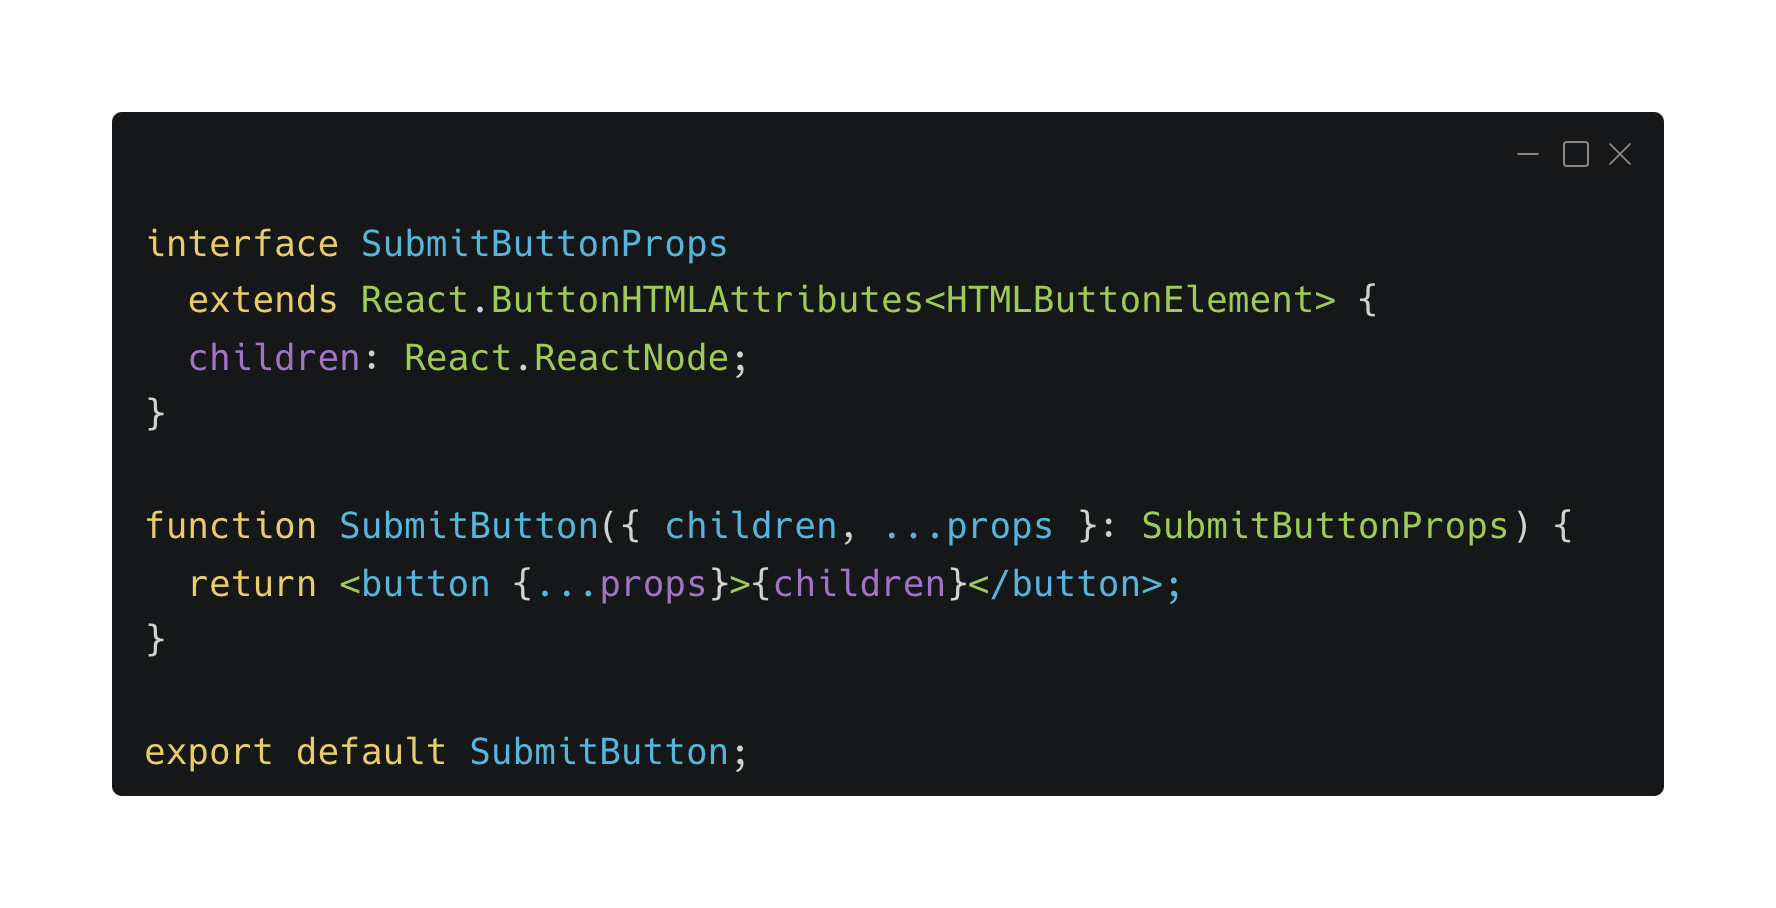 interface SubmitButtonProps
  extends React.ButtonHTMLAttributes<HTMLButtonElement> {
  children: React.ReactNode;
}

function SubmitButton({ children, ...props }: SubmitButtonProps) {
  return <button {...props}>{children}</button>;
}

export default SubmitButton;